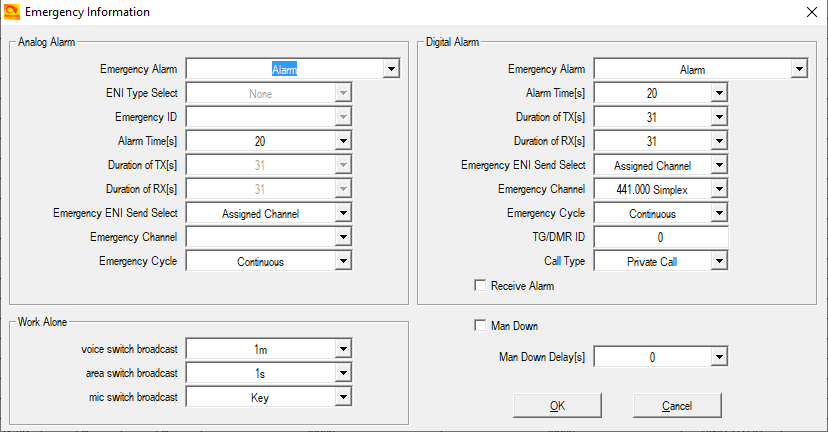 Emergency Information
Analog Alarm
Emergency Alarm Alarm
ENI Type Select None
Emergency ID
Alarm Time[s] 20
Duration of TX[s] 31
Duration of RX[s] 31
Emergency ENI Send Select Assigned Channel
Emergency Channel
Emergency Cycle Continuous
Digital Alarm
Emergency Alarm Alarm
Alarm Time[s] 20
Duration of TX[s] 31
Duration of RX[s] 31
Emergency ENI Send Select Assigned Channel
Emergency Channel 441.000 Simplex
Emergency Cycle Continuous
TG/DMR ID 0
Call Type Private Call
Receive Alarm
Work Alone
voice switch broadcast 1m
area switch broadcast 1s
mic switch broadcast Key
Man Down
Man Down Delay[s] 0
OK Cancel